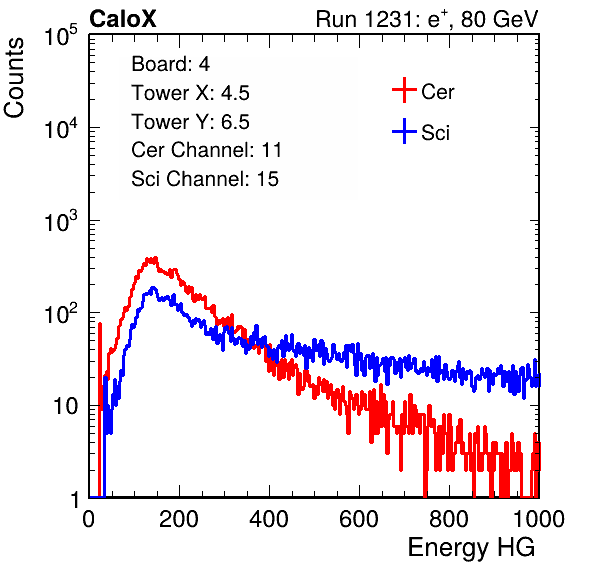 CaloX Run 1231: e⁺, 80 GeV
Counts
Board: 4
Tower X: 4.5
Tower Y: 6.5
Cer Channel: 11
Sci Channel: 15
Cer
Sci
10⁵
10⁴
10³
10²
10
1
0 200 400 600 800 1000
Energy HG